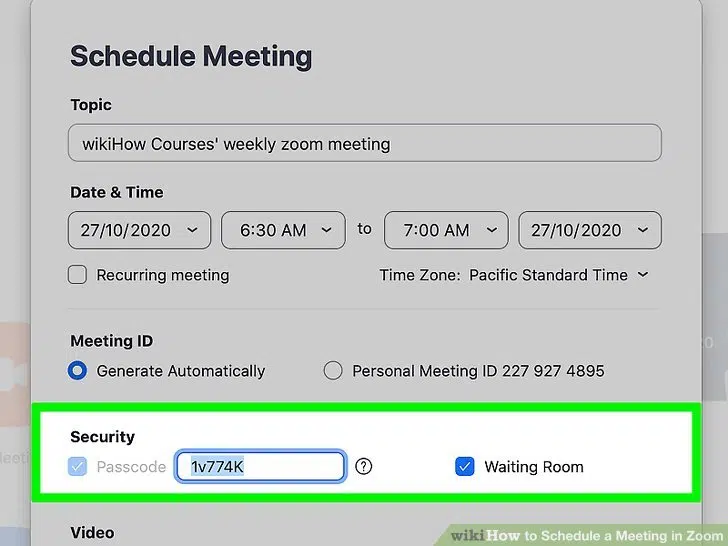 Schedule Meeting
Topic
wikiHow Courses' weekly zoom meeting
Date & Time
27/10/2020 6:30 AM to 7:00 AM 27/10/2020
Recurring meeting Time Zone: Pacific Standard Time
Meeting ID
Generate Automatically Personal Meeting ID 227 927 4895
Security
Passcode 1v774K ? Waiting Room
Video
wikiHow to Schedule a Meeting in Zoom